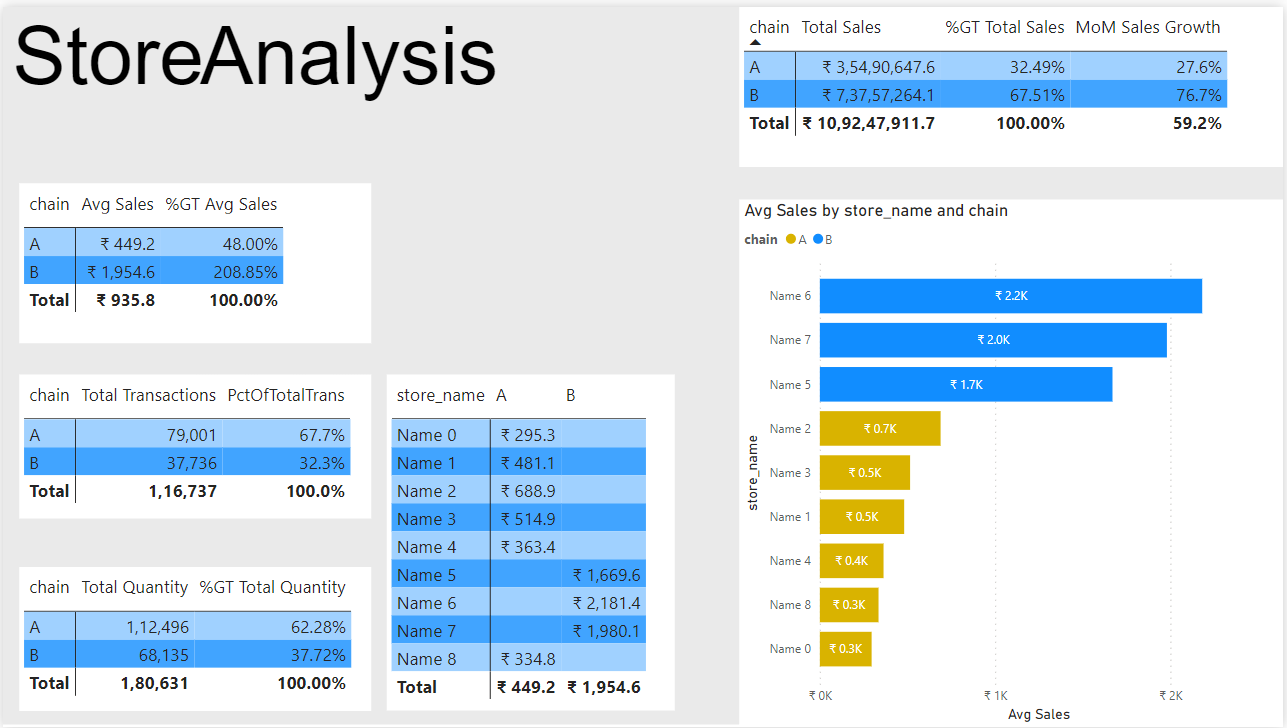 StoreAnalysis
chain Total Sales %GT Total Sales MoM Sales Growth
A ₹ 3,54,90,647.6 32.49% 27.6%
B ₹ 7,37,57,264.1 67.51% 76.7%
Total ₹ 10,92,47,911.7 100.00% 59.2%
chain Avg Sales %GT Avg Sales
A ₹ 449.2 48.00%
B ₹ 1,954.6 208.85%
Total ₹ 935.8 100.00%
chain Total Transactions PctOfTotalTrans
A 79,001 67.7%
B 37,736 32.3%
Total 1,16,737 100.0%
chain Total Quantity %GT Total Quantity
A 1,12,496 62.28%
B 68,135 37.72%
Total 1,80,631 100.00%
store_name A B
Name 0 ₹ 295.3
Name 1 ₹ 481.1
Name 2 ₹ 688.9
Name 3 ₹ 514.9
Name 4 ₹ 363.4
Name 5 ₹ 1,669.6
Name 6 ₹ 2,181.4
Name 7 ₹ 1,980.1
Name 8 ₹ 334.8
Total ₹ 449.2 ₹ 1,954.6
Avg Sales by store_name and chain
chain A B
store_name
Name 6 ₹ 2.2K
Name 7 ₹ 2.0K
Name 5 ₹ 1.7K
Name 2 ₹ 0.7K
Name 3 ₹ 0.5K
Name 1 ₹ 0.5K
Name 4 ₹ 0.4K
Name 8 ₹ 0.3K
Name 0 ₹ 0.3K
₹ 0K ₹ 1K ₹ 2K
Avg Sales